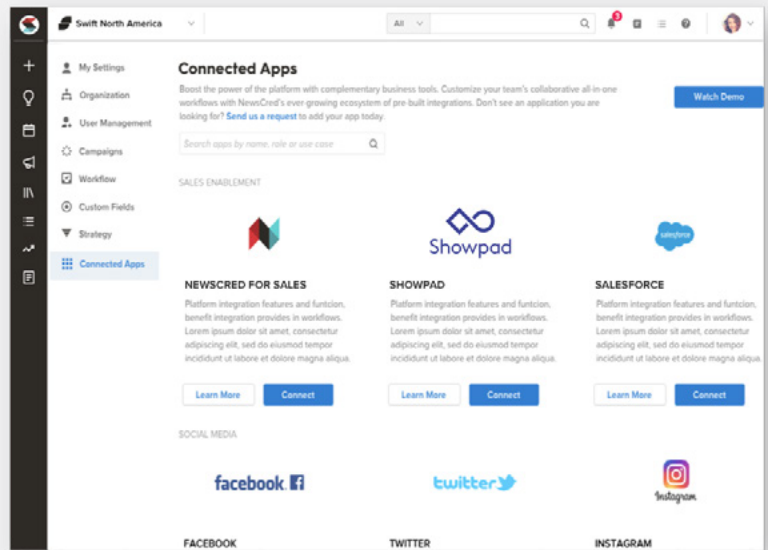 Swift North America
All
3
My Settings
Organization
User Management
Campaigns
Workflow
Custom Fields
Strategy
Connected Apps
Connected Apps
Boost the power of the platform with complementary business tools. Customize your team's collaborative all-in-one
workflows with NewsCred's ever-growing ecosystem of pre-built integrations. Don't see an application you are
looking for? Send us a request to add your app today.
Watch Demo
Search apps by name, role or use case
SALES ENABLEMENT
Showpad
salesforce
NEWSCRED FOR SALES
Platform integration features and funtcion,
benefit integration provides in workflows.
Lorem ipsum dolor sit amet, consectetur
adipiscing elit, sed do eiusmod tempor
incididunt ut labore et dolore magna aliqua.
Learn More
Connect
SHOWPAD
Platform integration features and funtcion,
benefit integration provides in workflows.
Lorem ipsum dolor sit amet, consectetur
adipiscing elit, sed do eiusmod tempor
incididunt ut labore et dolore magna aliqua.
Learn More
Connect
SALESFORCE
Platform integration features and funtcion,
benefit integration provides in workflows.
Lorem ipsum dolor sit amet, consectetur
adipiscing elit, sed do eiusmod tempor
incididunt ut labore et dolore magna aliqua.
Learn More
Connect
SOCIAL MEDIA
facebook
twitter
Instagram
FACEBOOK
TWITTER
INSTAGRAM